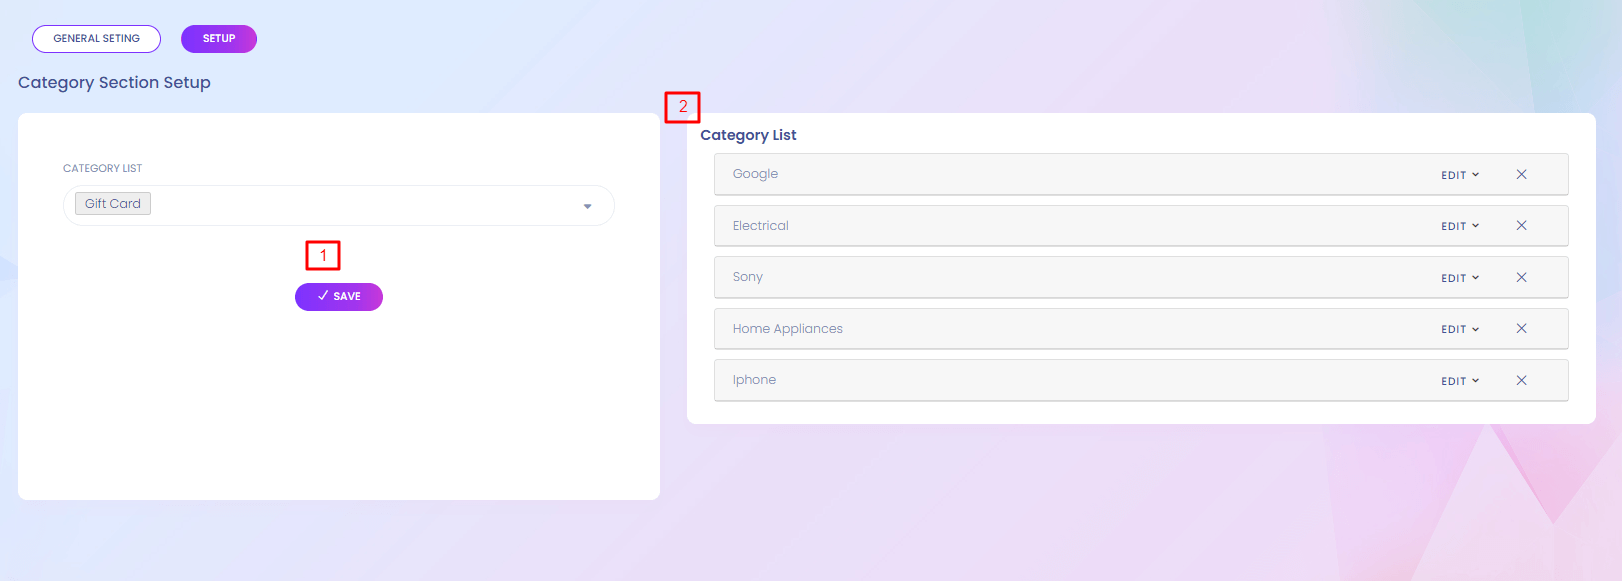 GENERAL SETING
SETUP
Category Section Setup
CATEGORY LIST
Gift Card
1
SAVE
2
Category List
Google EDIT
Electrical EDIT
Sony EDIT
Home Appliances EDIT
Iphone EDIT